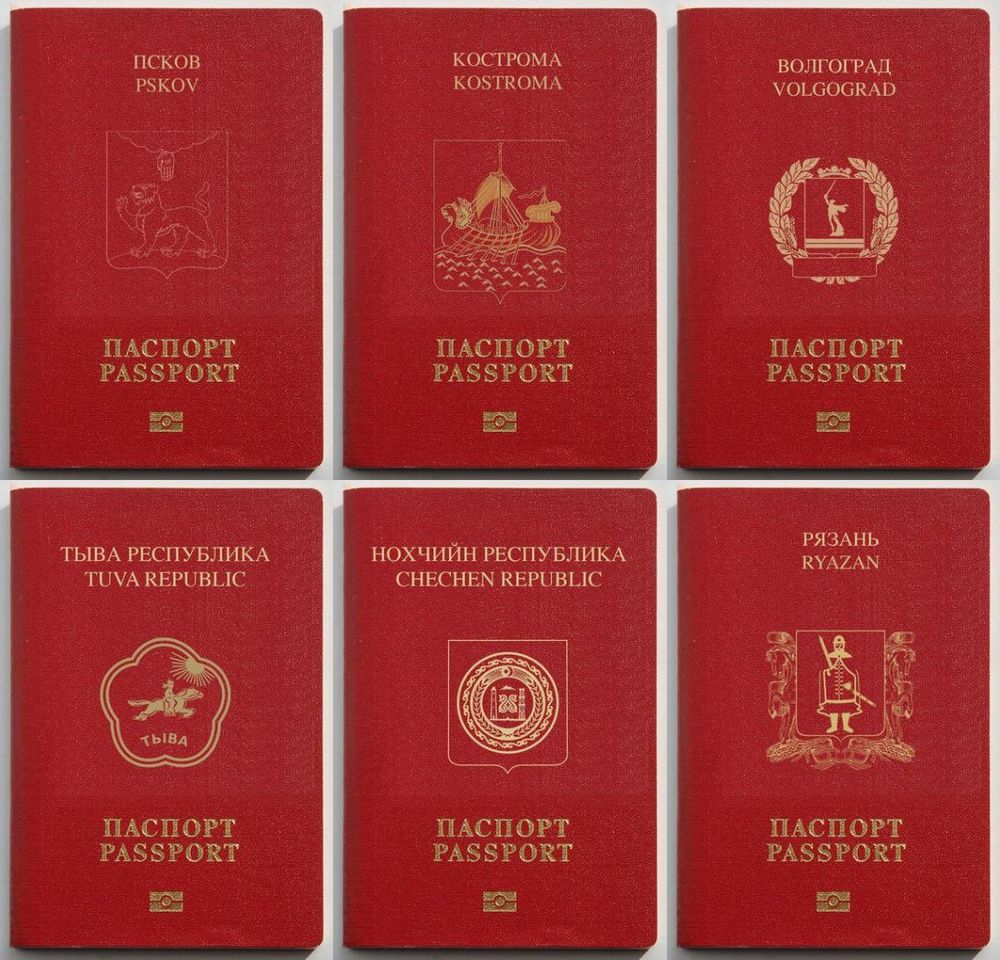 ПСКОВ
PSKOV
ПАСПОРТ
PASSPORT
КОСТРОМА
KOSTROMA
ПАСПОРТ
PASSPORT
ВОЛГОГРАД
VOLGOGRAD
ПАСПОРТ
PASSPORT
ТЫВА РЕСПУБЛИКА
TUVA REPUBLIC
ТЫВА
ПАСПОРТ
PASSPORT
НОХЧИЙН РЕСПУБЛИКА
CHECHEN REPUBLIC
ПАСПОРТ
PASSPORT
РЯЗАНЬ
RYAZAN
ПАСПОРТ
PASSPORT